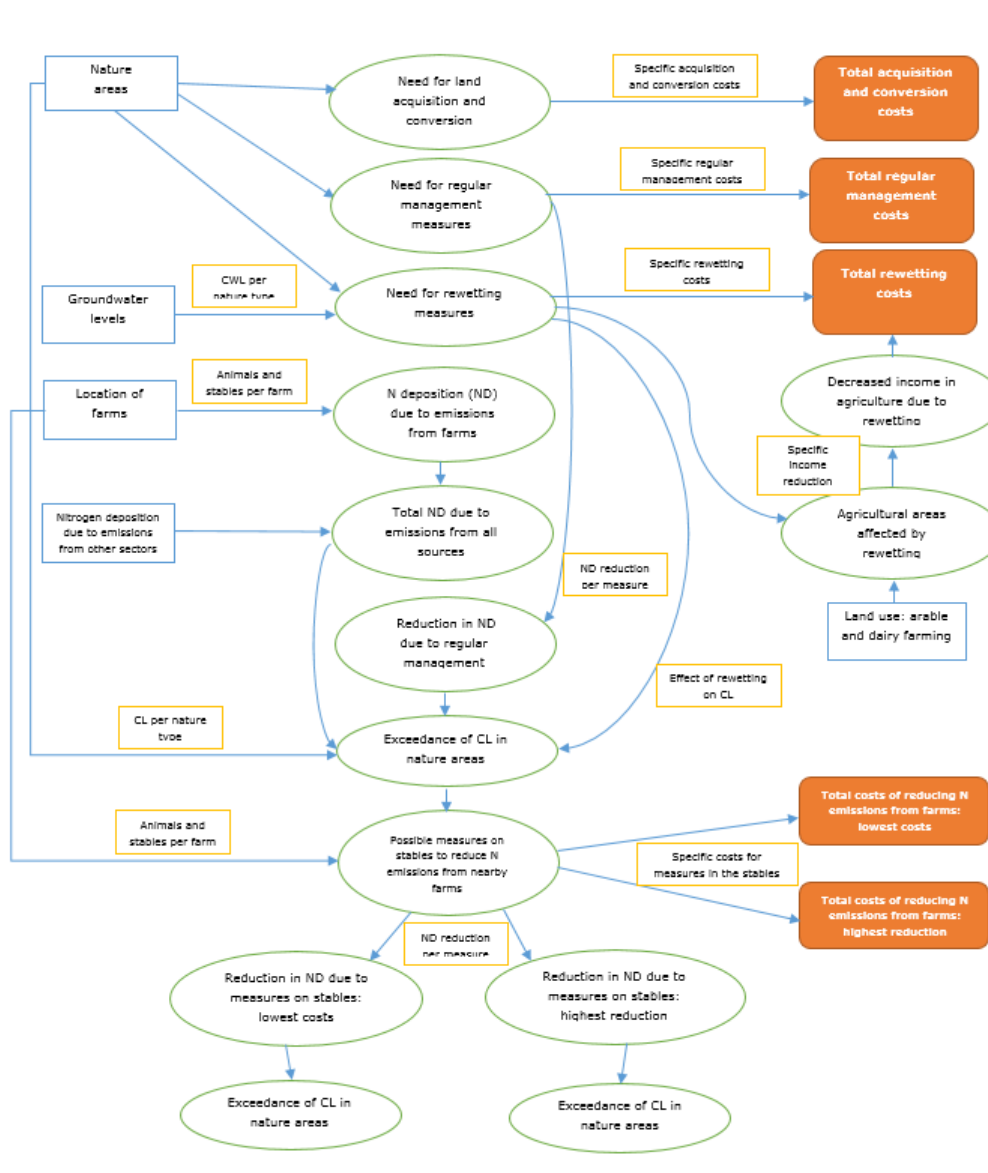 Nature
areas
Need for land
acquisition and
conversion
Specific acquisition
and conversion costs
Total acquisition
and conversion
costs
Need for regular
management
measures
Specific regular
management costs
Total regular
management
costs
Groundwater
levels
CWL per
nature type
Need for rewetting
measures
Specific rewetting
costs
Total rewetting
costs
Location of
farms
Animals and
stables per farm
N deposition (ND)
due to emissions
from farms
Decreased income in
agriculture due to
rewetting
Specific
income
reduction
Nitrogen deposition
due to emissions
from other sectors
Total ND due to
emissions from all
sources
Agricultural areas
affected by
rewetting
ND reduction
per measure
Land use: arable
and dairy farming
Reduction in ND
due to regular
management
Effect of rewetting
on CL
CL per nature
type
Exceedance of CL in
nature areas
Animals and
stables per farm
Possible measures on
stables to reduce N
emissions from nearby
farms
Total costs of reducing N
emissions from farms:
lowest costs
Specific costs for
measures in the stables
Total costs of reducing N
emissions from farms:
highest reduction
ND reduction
per measure
Reduction in ND due to
measures on stables:
lowest costs
Reduction in ND due to
measures on stables:
highest reduction
Exceedance of CL in
nature areas
Exceedance of CL in
nature areas